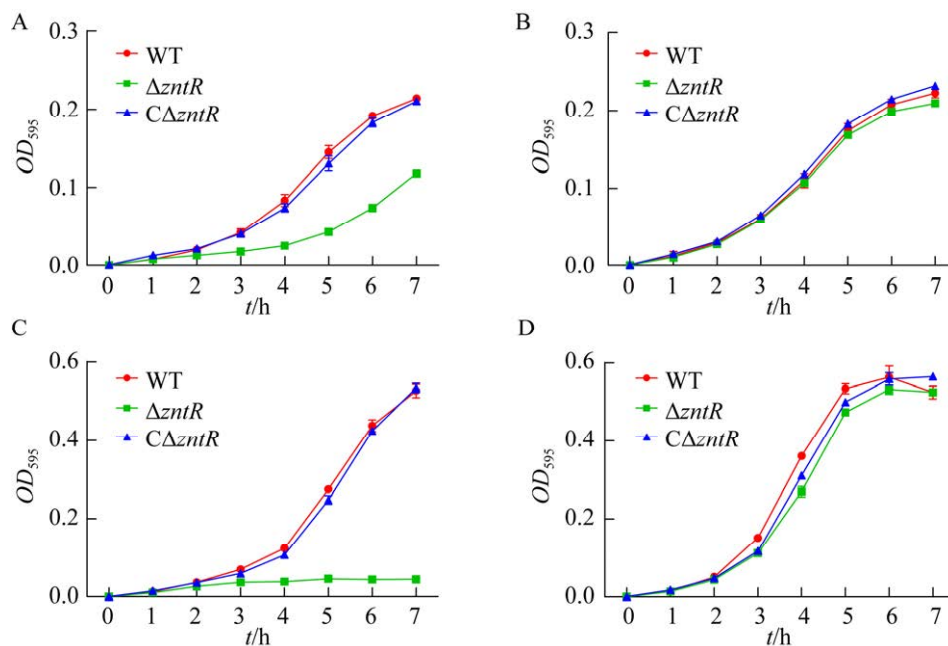 A
0.3
0.2
0.1
0.0
OD595
WT
ΔzntR
CΔzntR
0 1 2 3 4 5 6 7
t/h
B
0.3
0.2
0.1
0.0
OD595
WT
ΔzntR
CΔzntR
0 1 2 3 4 5 6 7
t/h
C
0.6
0.4
0.2
0.0
OD595
WT
ΔzntR
CΔzntR
0 1 2 3 4 5 6 7
t/h
D
0.6
0.4
0.2
0.0
OD595
WT
ΔzntR
CΔzntR
0 1 2 3 4 5 6 7
t/h